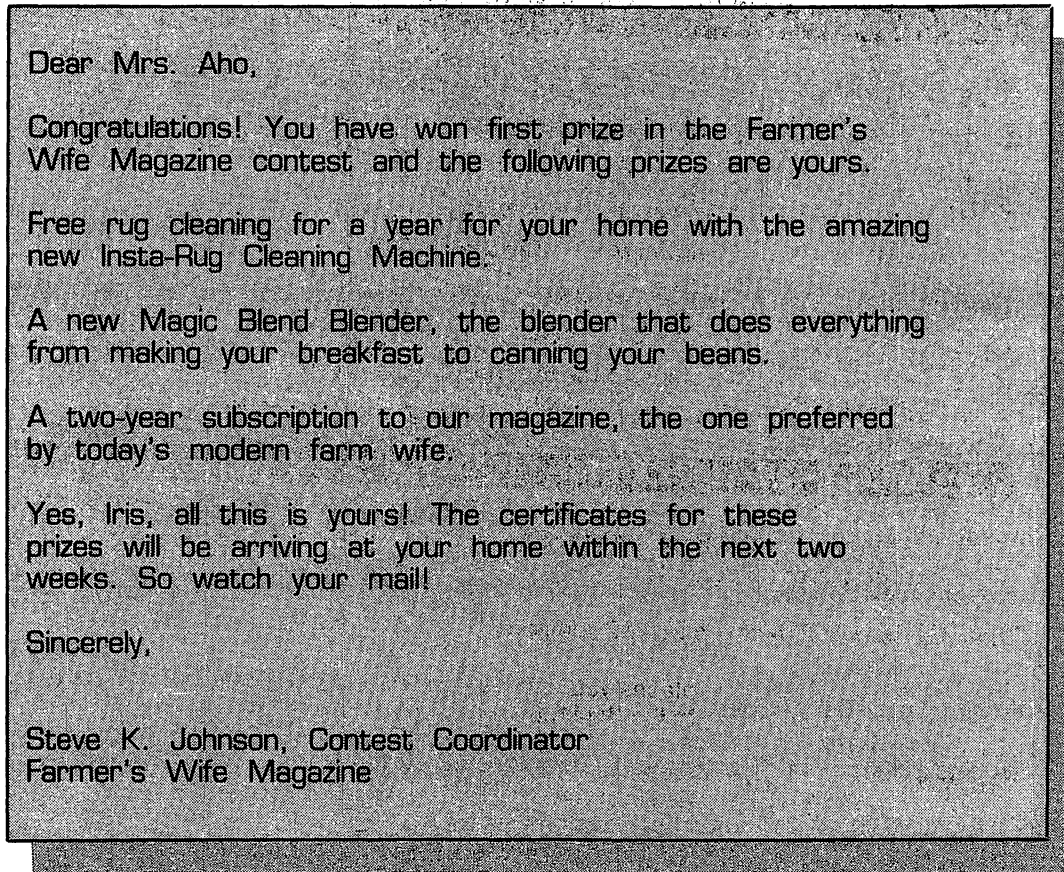 Dear Mrs. Aho,
Congratulations! You have won first prize in the Farmer's
Wife Magazine contest and the following prizes are yours.
Free rug cleaning for a year for your home with the amazing
new Insta-Rug Cleaning Machine.
A new Magic Blend Blender, the blender that does everything
from making your breakfast to canning your beans.
A two-year subscription to our magazine, the one preferred
by today's modern farm wife.
Yes, Iris, all this is yours! The certificates for these
prizes will be arriving at your home within the next two
weeks. So watch your mail!
Sincerely,
Steve K. Johnson, Contest Coordinator
Farmer's Wife Magazine